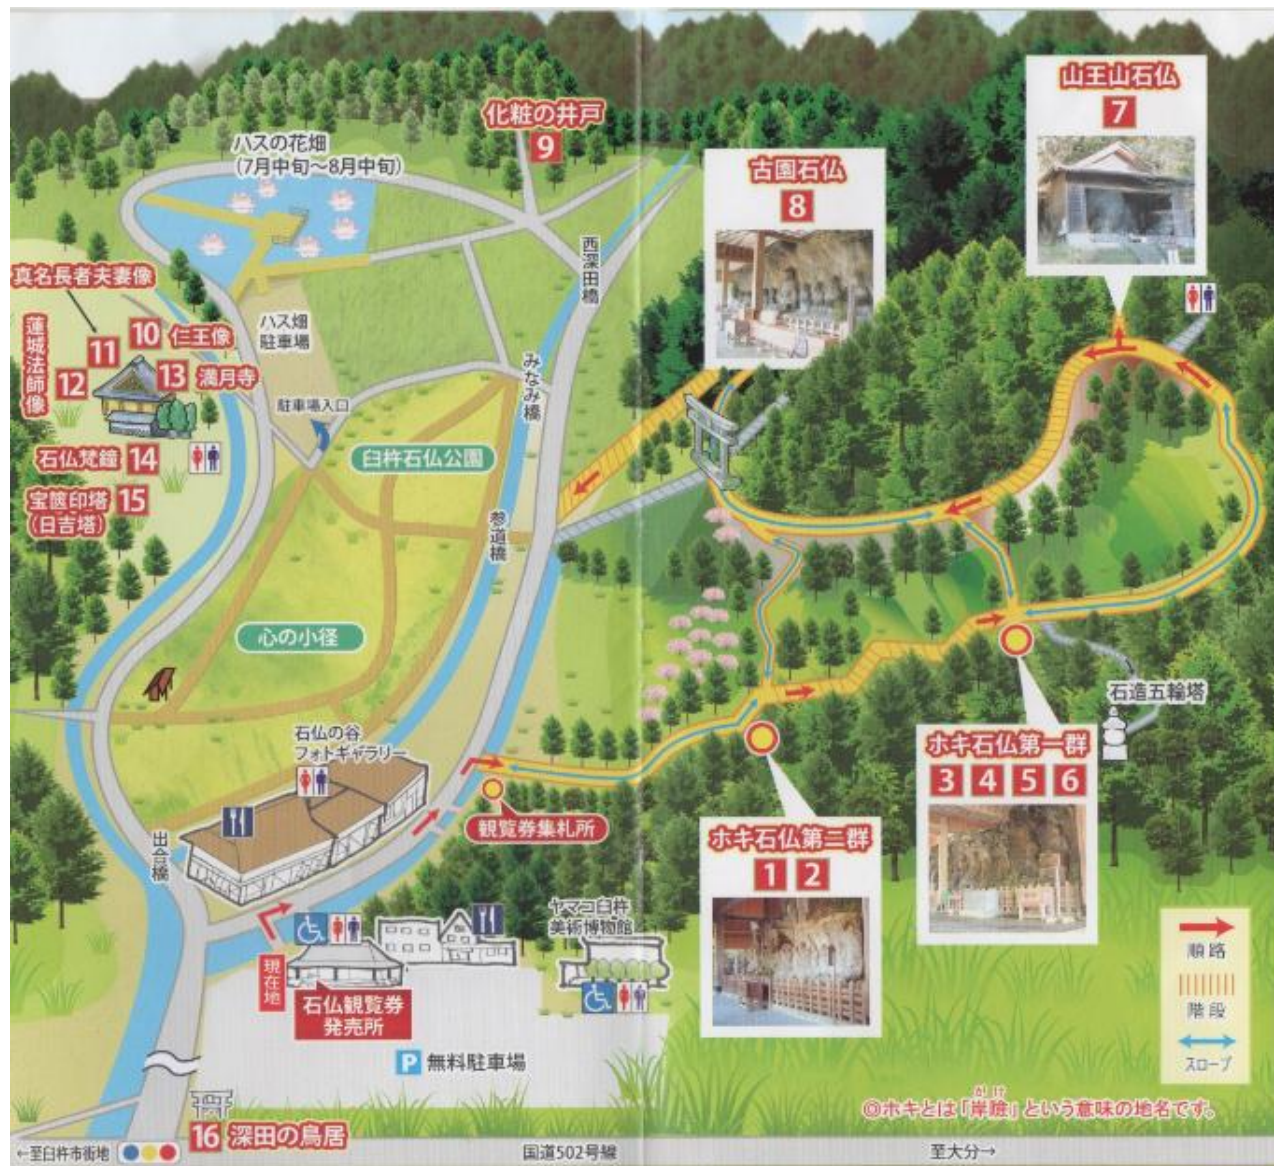 山王山石仏
7
化粧の井戸
9
古園石仏
8
ハスの花畑
(7月中旬～8月中旬)
西深田橋
真名長者夫妻像
10 仁王像
11
蓮城法師像
12
13 満月寺
ハス畑
駐車場
みなみ橋
駐車場入口
臼杵石仏公園
石仏梵鐘 14
宝篋印塔
(日吉塔)
15
参道橋
心の小径
石造五輪塔
石仏の谷
フォトギャラリー
ホキ石仏第一群
3 4 5 6
観覧券集札所
ホキ石仏第二群
1 2
出合橋
ヤマコ臼杵
美術博物館
現在地
石仏観覧券
発売所
P 無料駐車場
順路
階段
スロープ
がけ
◎ホキとは「岸険」という意味の地名です。
16 深田の鳥居
←至臼杵市街地
国道502号線
至大分→